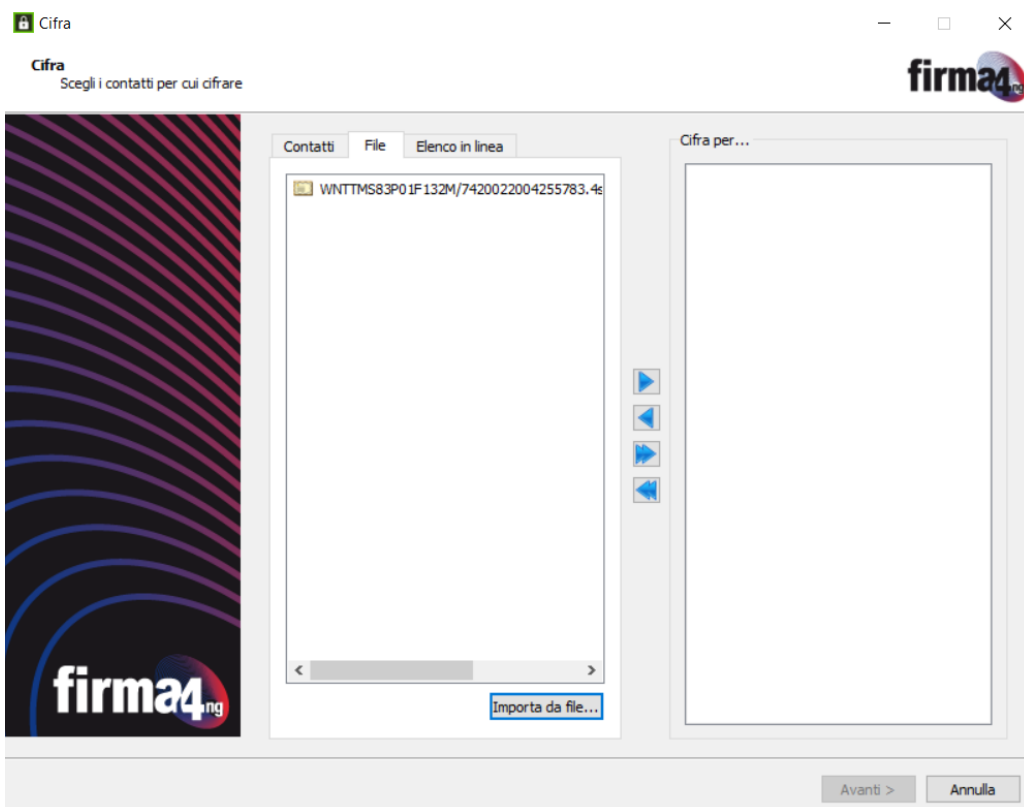 Cifra
Cifra
Scegli i contatti per cui cifrare
firma4ng
Contatti
File
Elenco in linea
Cifra per...
WNTTMS83P01F132M/7420022004255783.4s
Importa da file...
firma4ng
Avanti >
Annulla